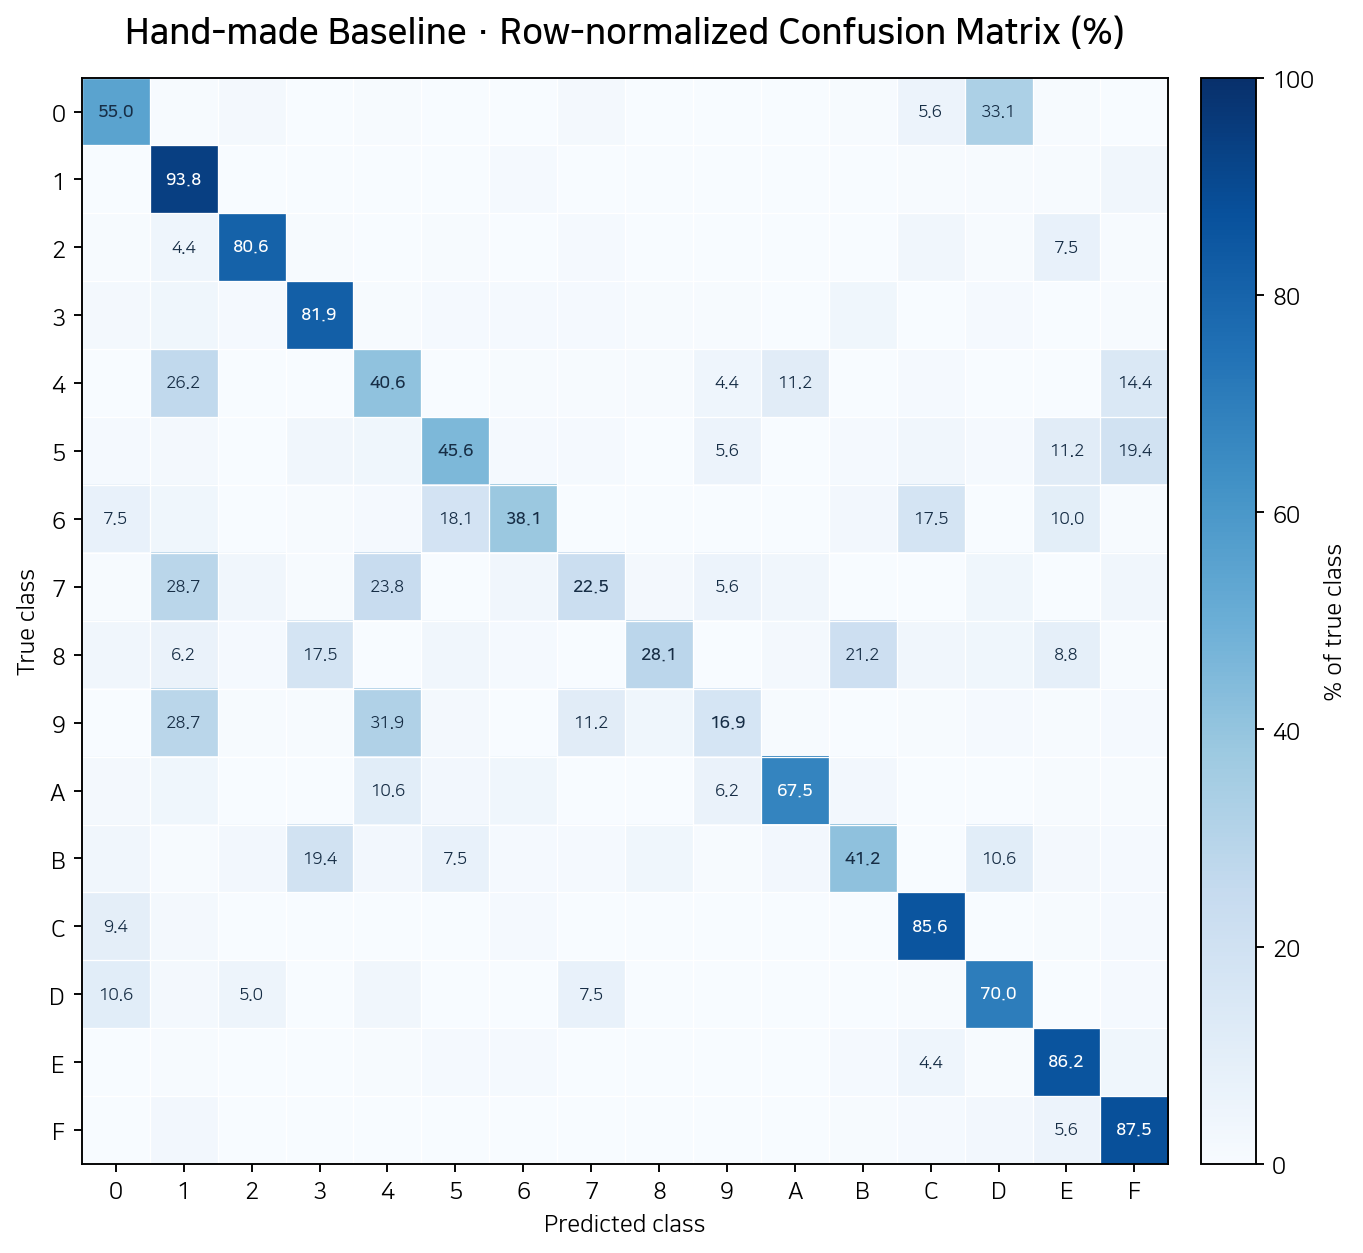 Hand-made Baseline · Row-normalized Confusion Matrix (%)
0 55.0 5.6 33.1
1 93.8
2 4.4 80.6 7.5
3 81.9
4 26.2 40.6 4.4 11.2 14.4
5 45.6 5.6 11.2 19.4
6 7.5 18.1 38.1 17.5 10.0
7 28.7 23.8 22.5 5.6
8 6.2 17.5 28.1 21.2 8.8
9 28.7 31.9 11.2 16.9
A 10.6 6.2 67.5
B 19.4 7.5 41.2 10.6
C 9.4 85.6
D 10.6 5.0 7.5 70.0
E 4.4 86.2
F 5.6 87.5
0 1 2 3 4 5 6 7 8 9 A B C D E F
Predicted class
True class
100
80
60
40
20
0
% of true class